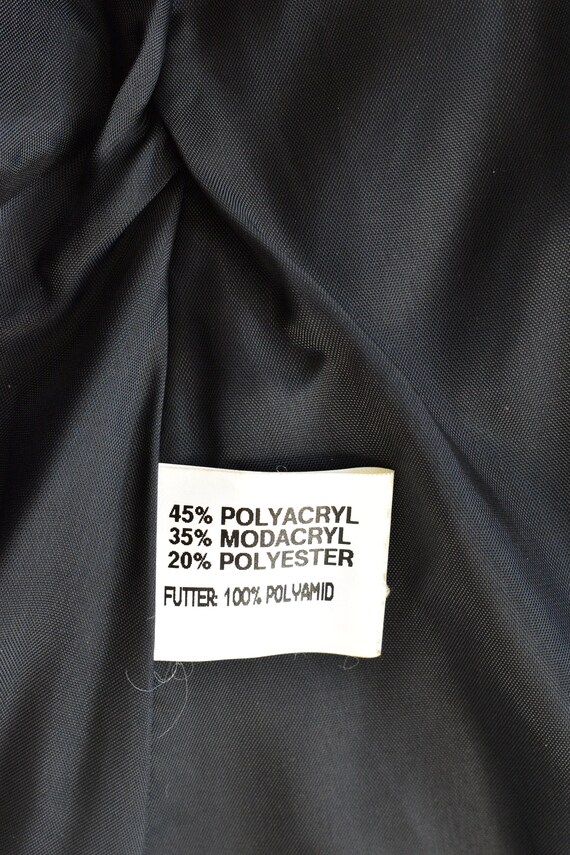 45% POLYACRYL
35% MODACRYL
20% POLYESTER
FUTTER: 100% POLYAMID